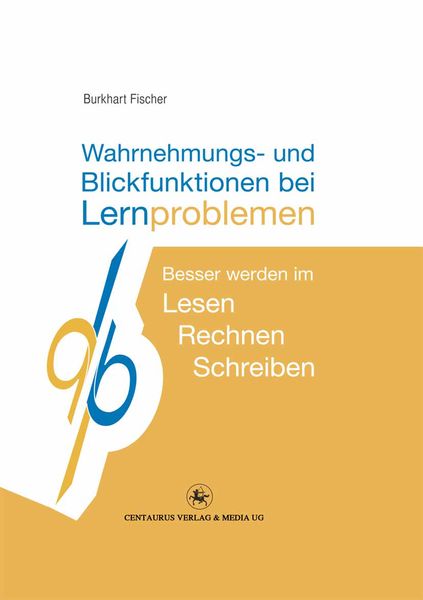 Burkhart Fischer
Wahrnehmungs- und
Blickfunktionen bei
Lernproblemen
Besser werden im
Lesen
Rechnen
Schreiben
CENTAURUS VERLAG & MEDIA UG